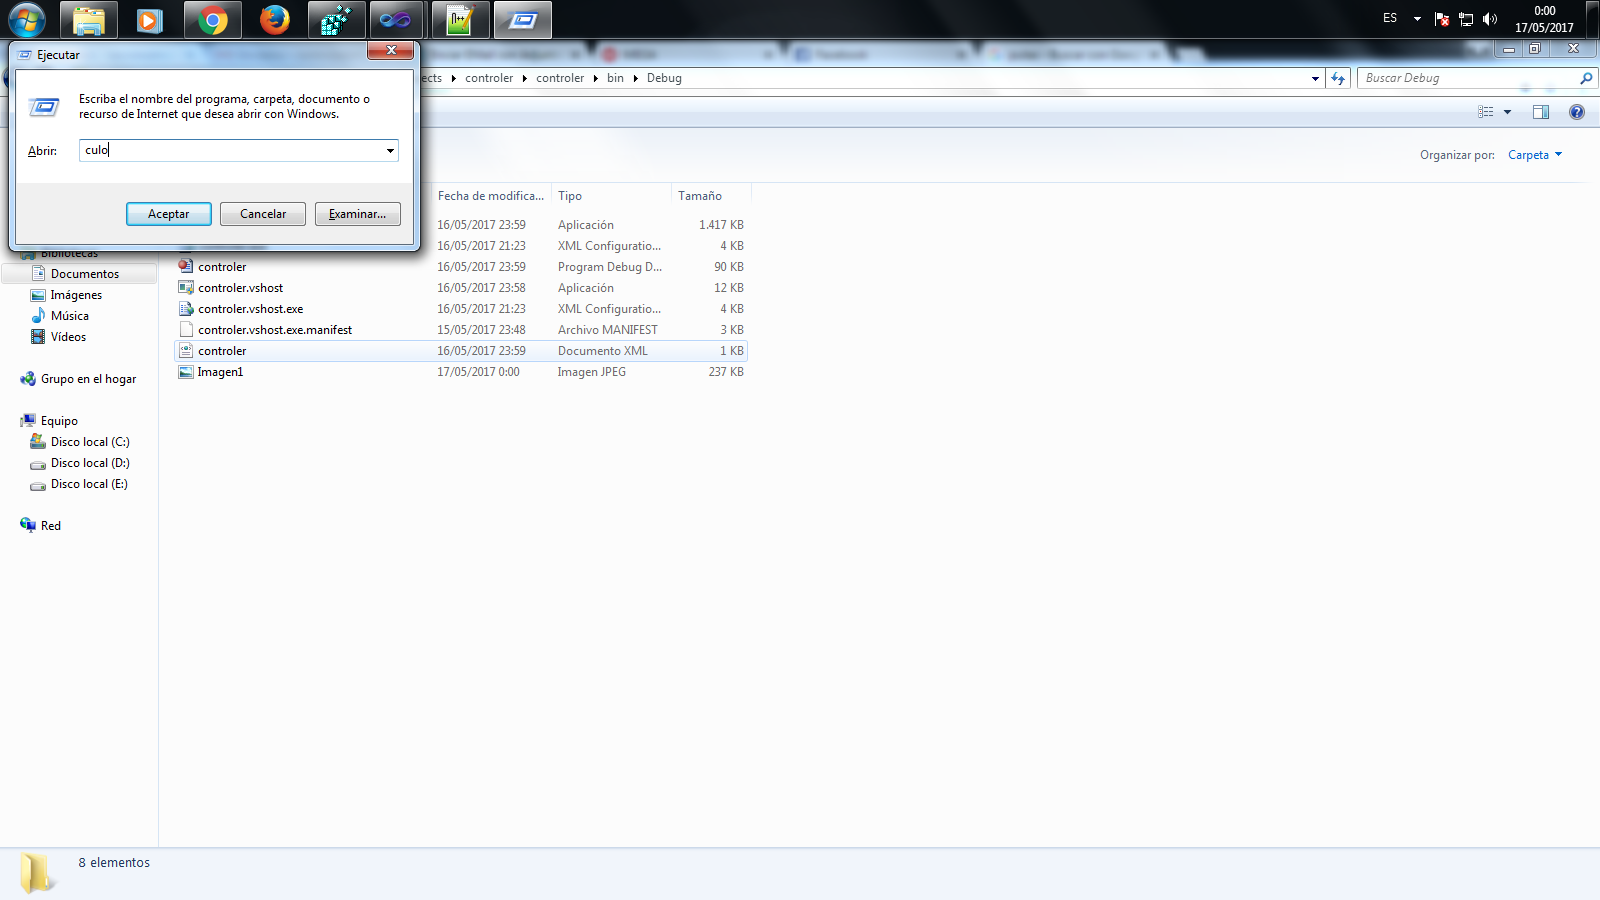 ES
0:00
17/05/2017
Ejecutar
Escriba el nombre del programa, carpeta, documento o
recurso de Internet que desea abrir con Windows.
Abrir: culo
Aceptar Cancelar Examinar...
controler bin Debug
controler
Buscar Debug
Organizar por: Carpeta
Fecha de modifica... Tipo Tamaño
16/05/2017 23:59 Aplicación 1.417 KB
16/05/2017 21:23 XML Configuratio... 4 KB
controler 16/05/2017 23:59 Program Debug D... 90 KB
controler.vshost 16/05/2017 23:58 Aplicación 12 KB
controler.vshost.exe 16/05/2017 21:23 XML Configuratio... 4 KB
controler.vshost.exe.manifest 15/05/2017 23:48 Archivo MANIFEST 3 KB
controler 16/05/2017 23:59 Documento XML 1 KB
Imagen1 17/05/2017 0:00 Imagen JPEG 237 KB
Bibliotecas
Documentos
Imágenes
Música
Vídeos
Grupo en el hogar
Equipo
Disco local (C:)
Disco local (D:)
Disco local (E:)
Red
8 elementos